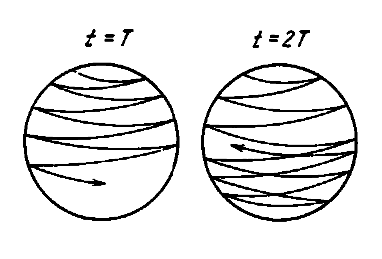 t = T
t = 2T